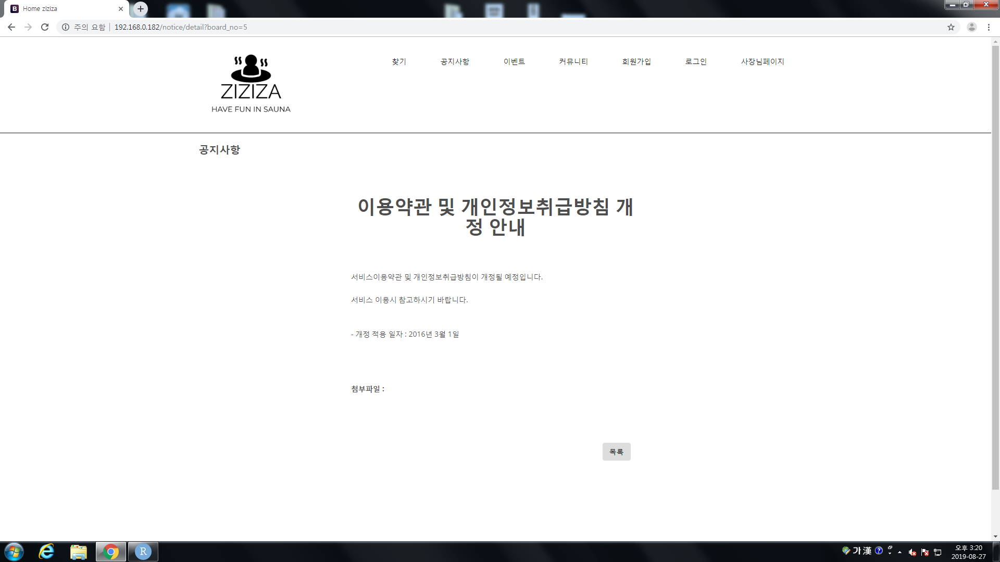 Home ziziza
주의 요함 192.168.0.182/notice/detail?board_no=5
찾기 공지사항 이벤트 커뮤니티 회원가입 로그인 사장님페이지
ZIZIZA
HAVE FUN IN SAUNA
공지사항
이용약관 및 개인정보취급방침 개
정 안내
서비스이용약관 및 개인정보취급방침이 개정될 예정입니다.
서비스 이용시 참고하시기 바랍니다.
- 개정 적용 일자 : 2016년 3월 1일
첨부파일 :
목록
가 漢
오후 3:20
2019-08-27